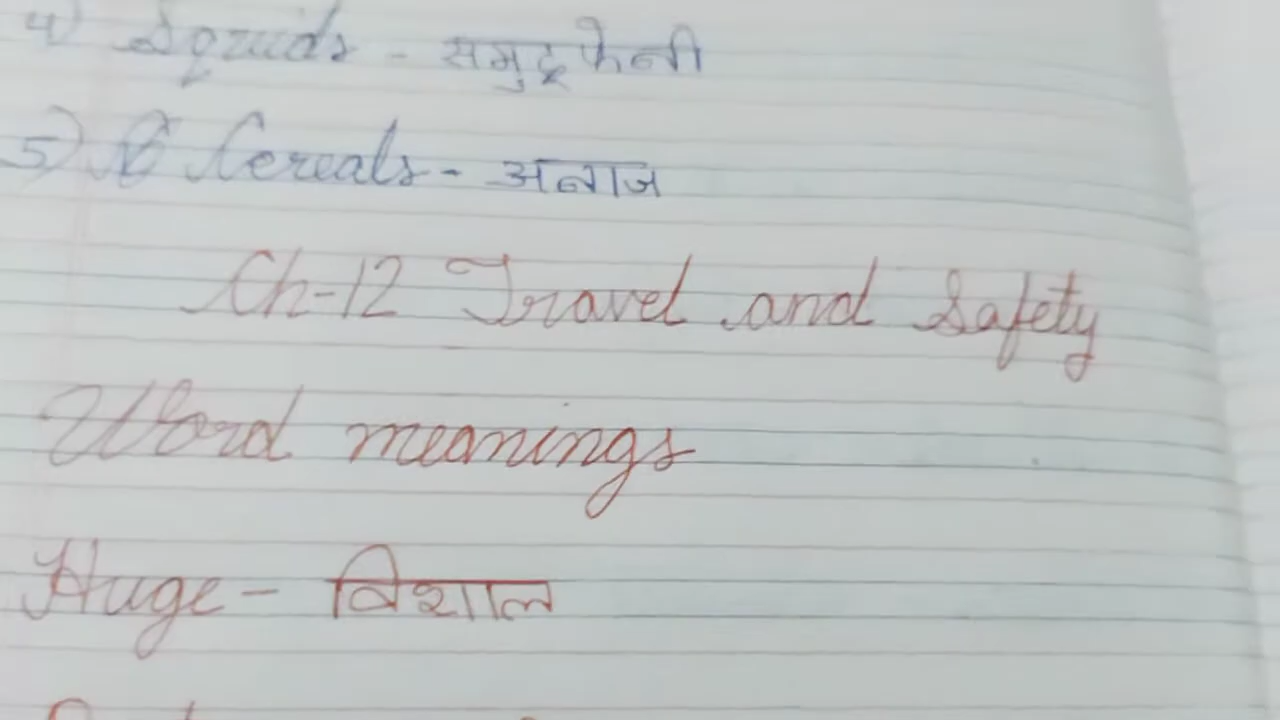 4) Squids - समुद्रफेनी
5) Cereals - अनाज
Ch-12 Travel and Safety
Word meanings
Huge - विशाल